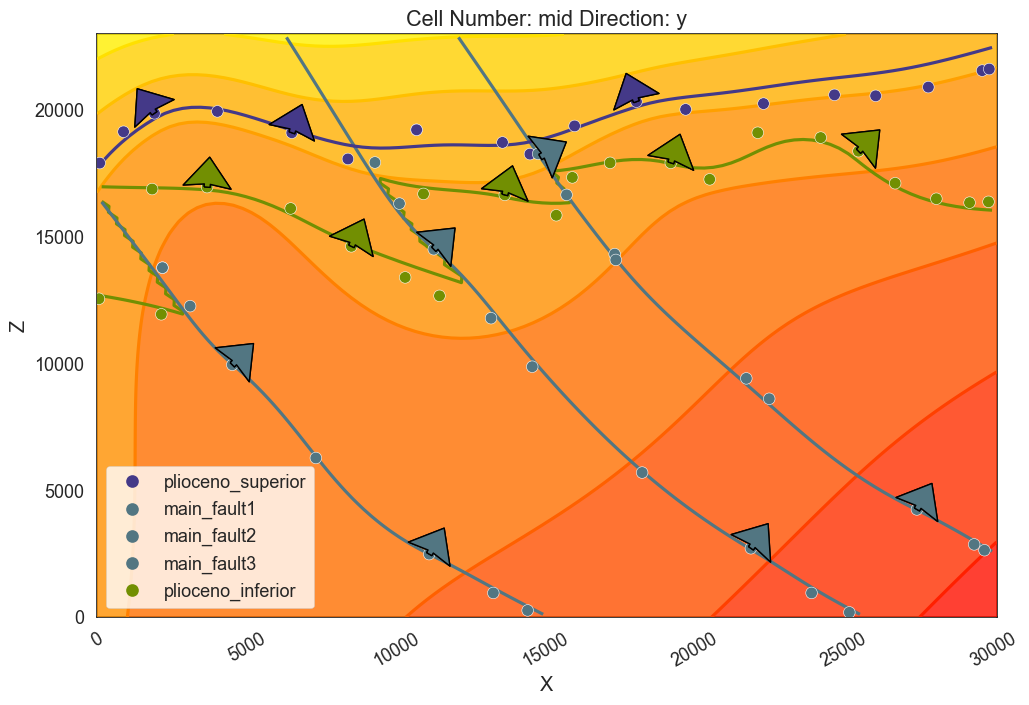 Cell Number: mid Direction: y
20000
15000
10000
5000
0
Z
plioceno_superior
main_fault1
main_fault2
main_fault3
plioceno_inferior
0
5000
10000
15000
20000
25000
30000
X